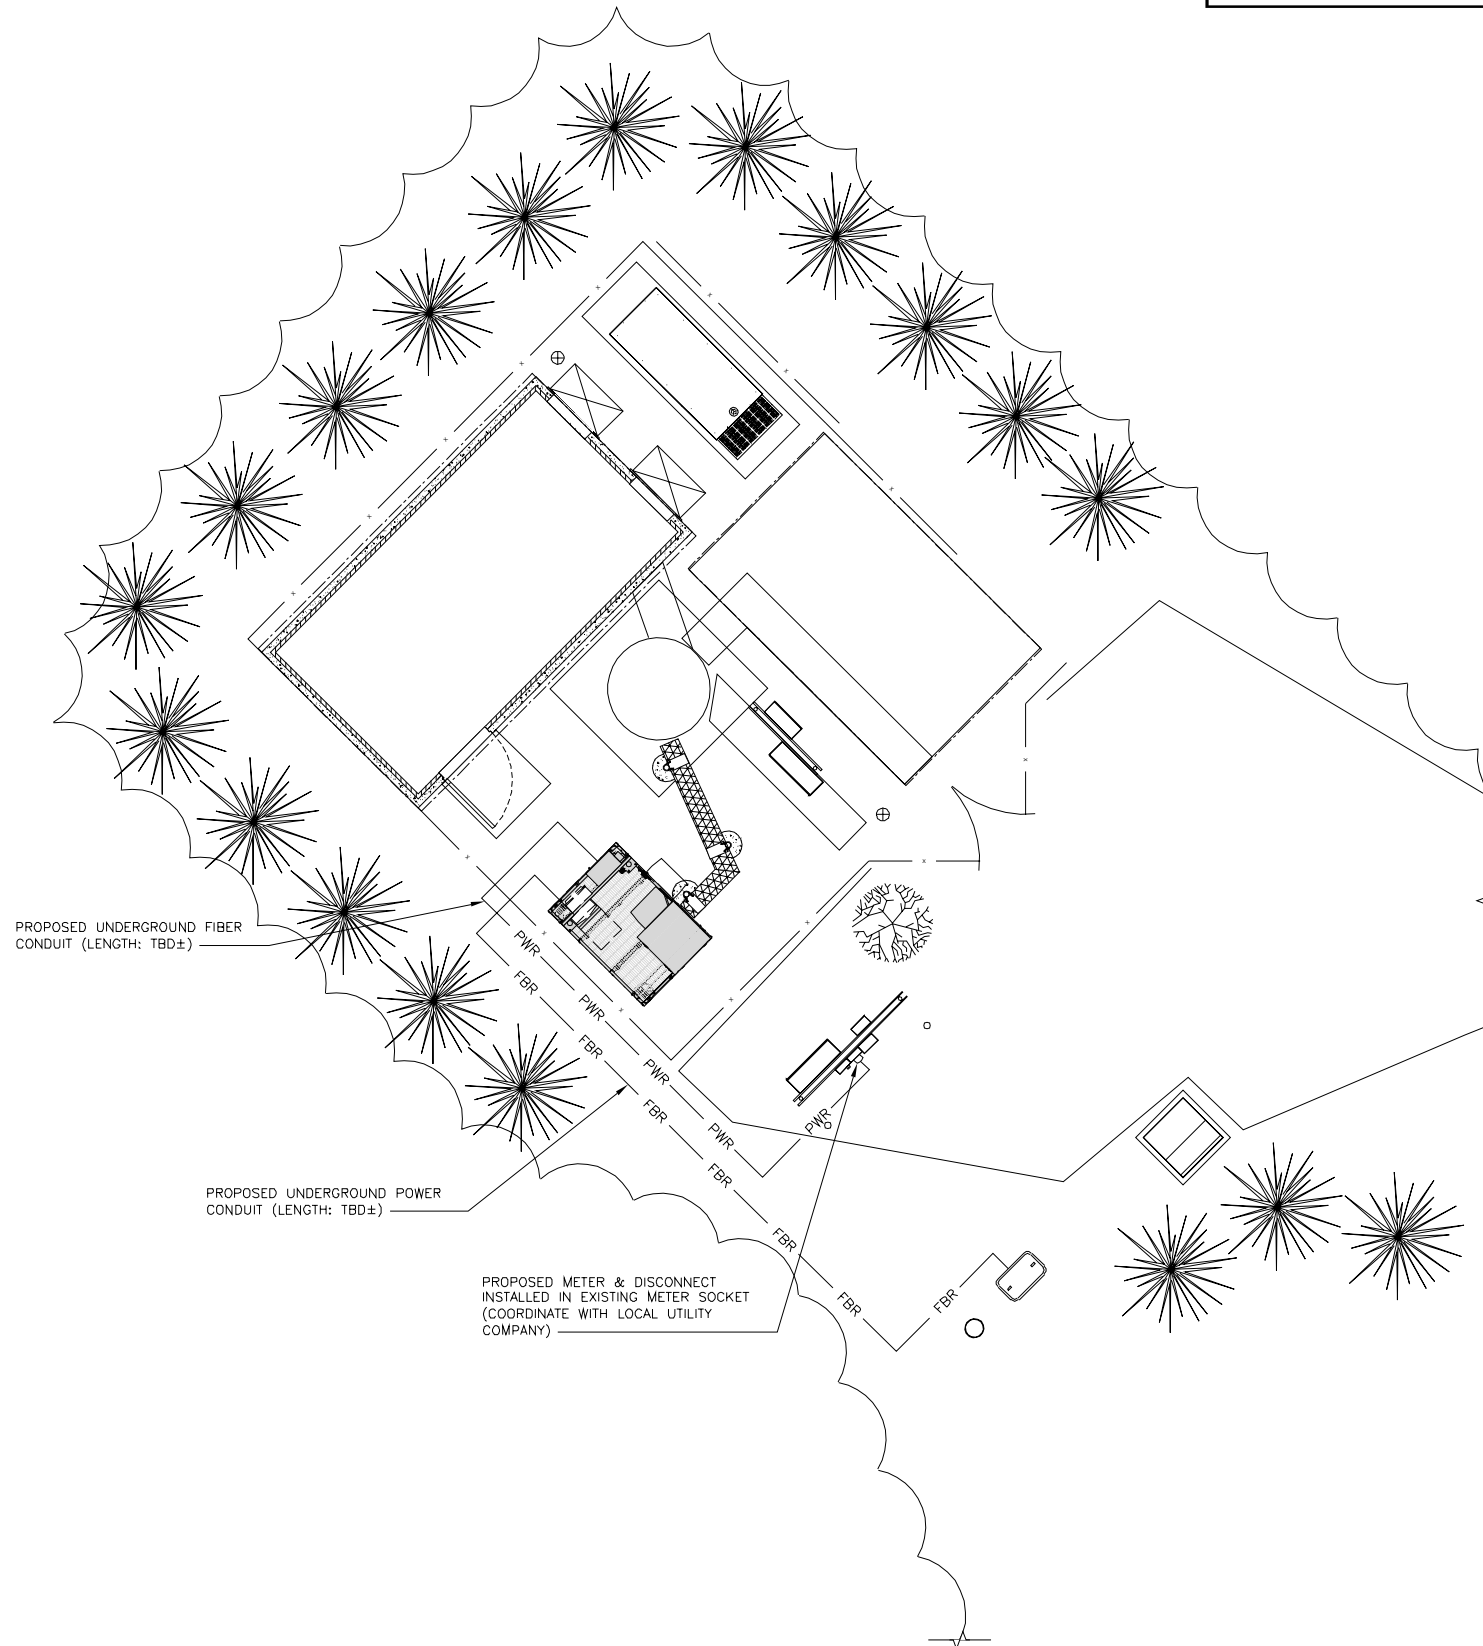 PROPOSED UNDERGROUND FIBER
CONDUIT (LENGTH: TBD±)
PWR
FBR
PWR
FBR
PWR
FBR
PWR
PWR
FBR
FBR
FBR
FBR
PROPOSED UNDERGROUND POWER
CONDUIT (LENGTH: TBD±)
PROPOSED METER & DISCONNECT
INSTALLED IN EXISTING METER SOCKET
(COORDINATE WITH LOCAL UTILITY
COMPANY)